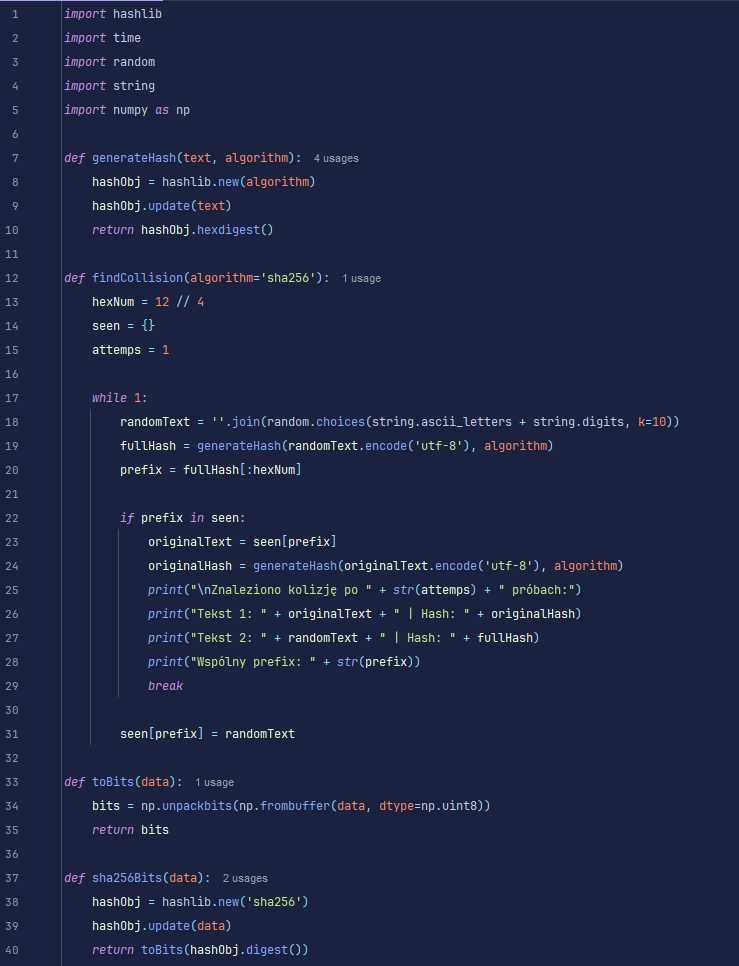 1 import hashlib
2 import time
3 import random
4 import string
5 import numpy as np
6
7 def generateHash(text, algorithm): 4 usages
8     hashObj = hashlib.new(algorithm)
9     hashObj.update(text)
10     return hashObj.hexdigest()
11
12 def findCollision(algorithm='sha256'): 1 usage
13     hexNum = 12 // 4
14     seen = {}
15     attemps = 1
16
17     while 1:
18         randomText = ''.join(random.choices(string.ascii_letters + string.digits, k=10))
19         fullHash = generateHash(randomText.encode('utf-8'), algorithm)
20         prefix = fullHash[:hexNum]
21
22         if prefix in seen:
23             originalText = seen[prefix]
24             originalHash = generateHash(originalText.encode('utf-8'), algorithm)
25             print("\nZnaleziono kolizję po " + str(attemps) + " próbach:")
26             print("Tekst 1: " + originalText + " | Hash: " + originalHash)
27             print("Tekst 2: " + randomText + " | Hash: " + fullHash)
28             print("Wspólny prefix: " + str(prefix))
29             break
30
31         seen[prefix] = randomText
32
33 def toBits(data): 1 usage
34     bits = np.unpackbits(np.frombuffer(data, dtype=np.uint8))
35     return bits
36
37 def sha256Bits(data): 2 usages
38     hashObj = hashlib.new('sha256')
39     hashObj.update(data)
40     return toBits(hashObj.digest())